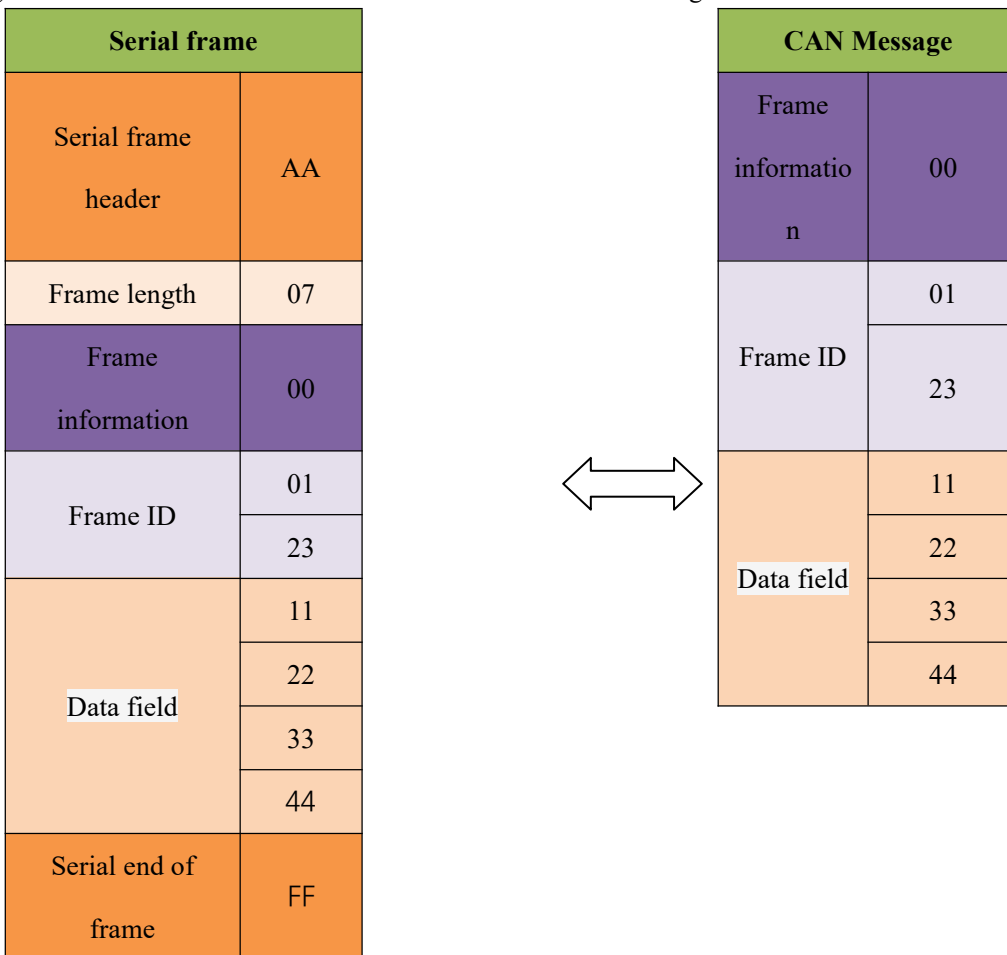 Serial frame
Serial frame
header
AA
Frame length
07
Frame
information
00
Frame ID
01
23
Data field
11
22
33
44
Serial end of
frame
FF
CAN Message
Frame
informatio
n
00
Frame ID
01
23
Data field
11
22
33
44